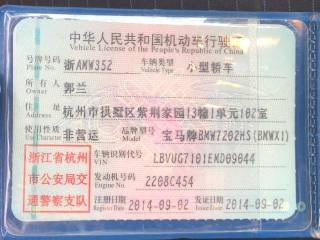 中华人民共和国机动车行驶证
Vehicle License of the People's Republic of China
号牌号码 浙AMW352 车辆类型 小型轿车
Plate No. Vehicle Type
所有人 郭兰
Owner
住址 杭州市拱墅区紫荆家园13幢1单元102室
Address
使用性质 非营运 品牌型号 宝马牌BMW7202HS(BMWX1)
Use Character Model
浙江省杭州 车辆识别代号 LBVUG7101EMD09044
VIN
市公安局交 发动机号码 2208C454
Engine No.
通警察支队 注册日期 2014-09-02 发证日期 2014-09-02
Register Date Issue Date